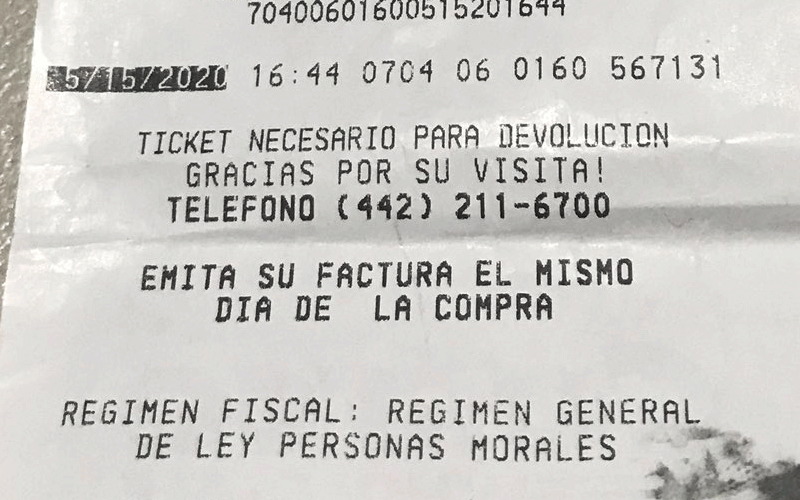 70400601600515201644
5/15/2020 16:44 0704 06 0160 567131
TICKET NECESARIO PARA DEVOLUCION
GRACIAS POR SU VISITA!
TELEFONO (442) 211-6700
EMITA SU FACTURA EL MISMO
DIA DE LA COMPRA
REGIMEN FISCAL: REGIMEN GENERAL
DE LEY PERSONAS MORALES